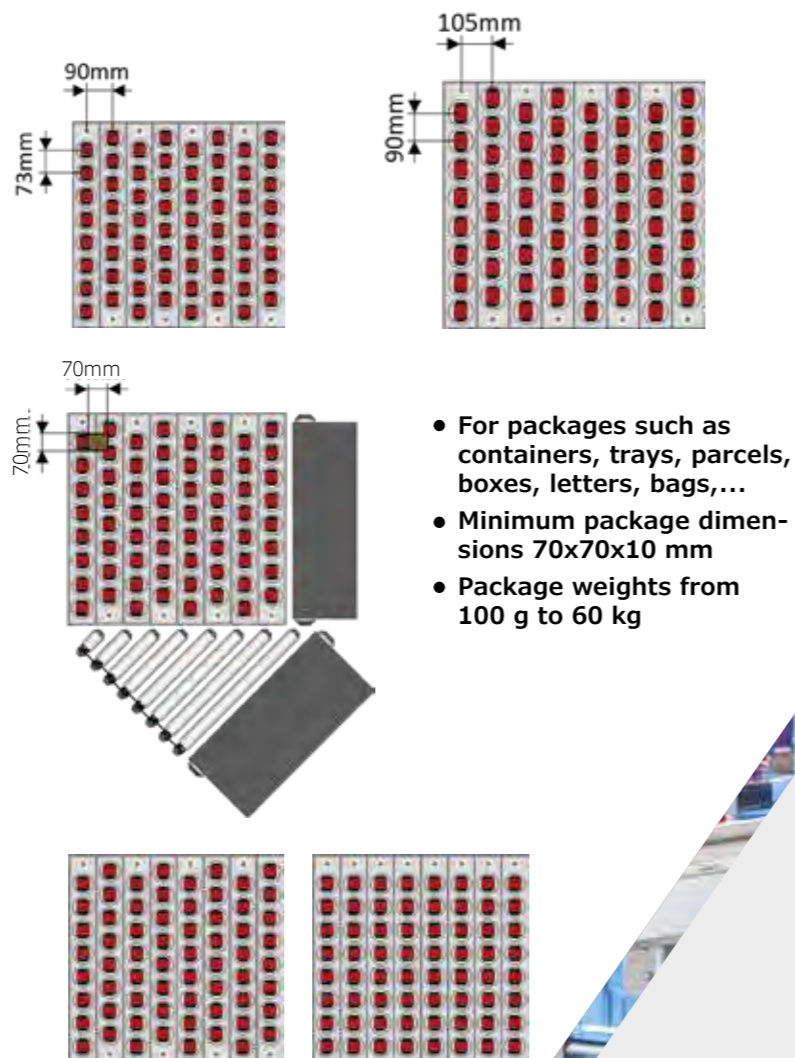 105mm
90mm
90mm
73mm
70mm
70mm.
• For packages such as
containers, trays, parcels,
boxes, letters, bags,...
• Minimum package dimen-
sions 70x70x10 mm
• Package weights from
100 g to 60 kg